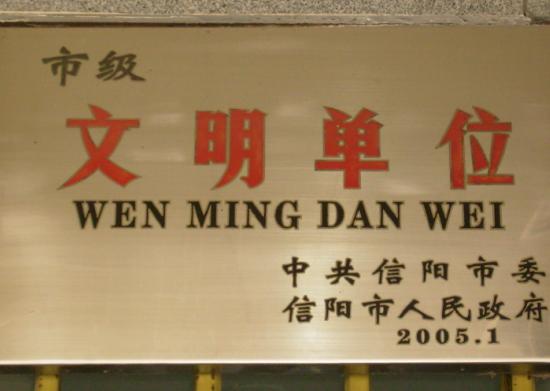 市级
文明单位
WEN MING DAN WEI
中共信阳市委
信阳市人民政府
2005.1